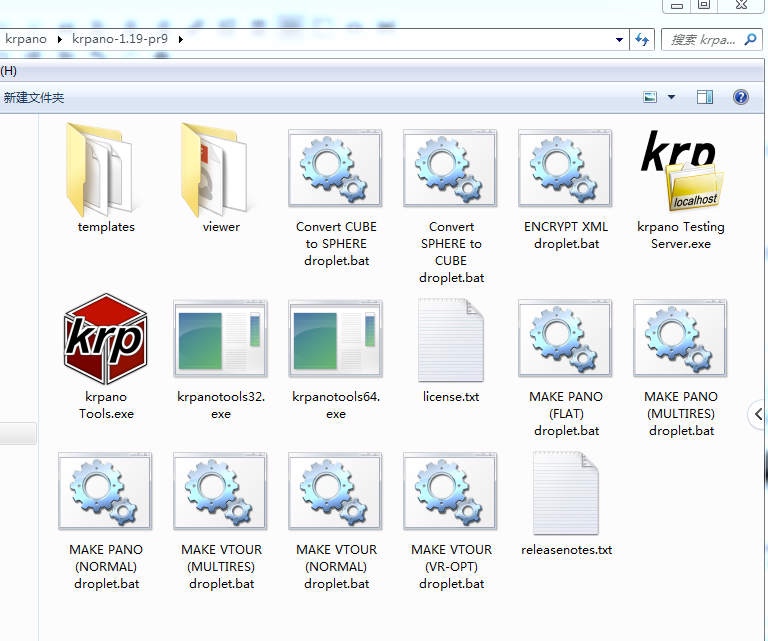 krpano ▸ krpano-1.19-pr9 ▸
搜索 krpa...
(H)
新建文件夹
templates
viewer
Convert CUBE
to SPHERE
droplet.bat
Convert
SPHERE to
CUBE
droplet.bat
ENCRYPT XML
droplet.bat
krp
localhost
krpano Testing
Server.exe
krp
krpano
Tools.exe
krpanotools32.
exe
krpanotools64.
exe
license.txt
MAKE PANO
(FLAT)
droplet.bat
MAKE PANO
(MULTIRES)
droplet.bat
MAKE PANO
(NORMAL)
droplet.bat
MAKE VTOUR
(MULTIRES)
droplet.bat
MAKE VTOUR
(NORMAL)
droplet.bat
MAKE VTOUR
(VR-OPT)
droplet.bat
releasenotes.txt